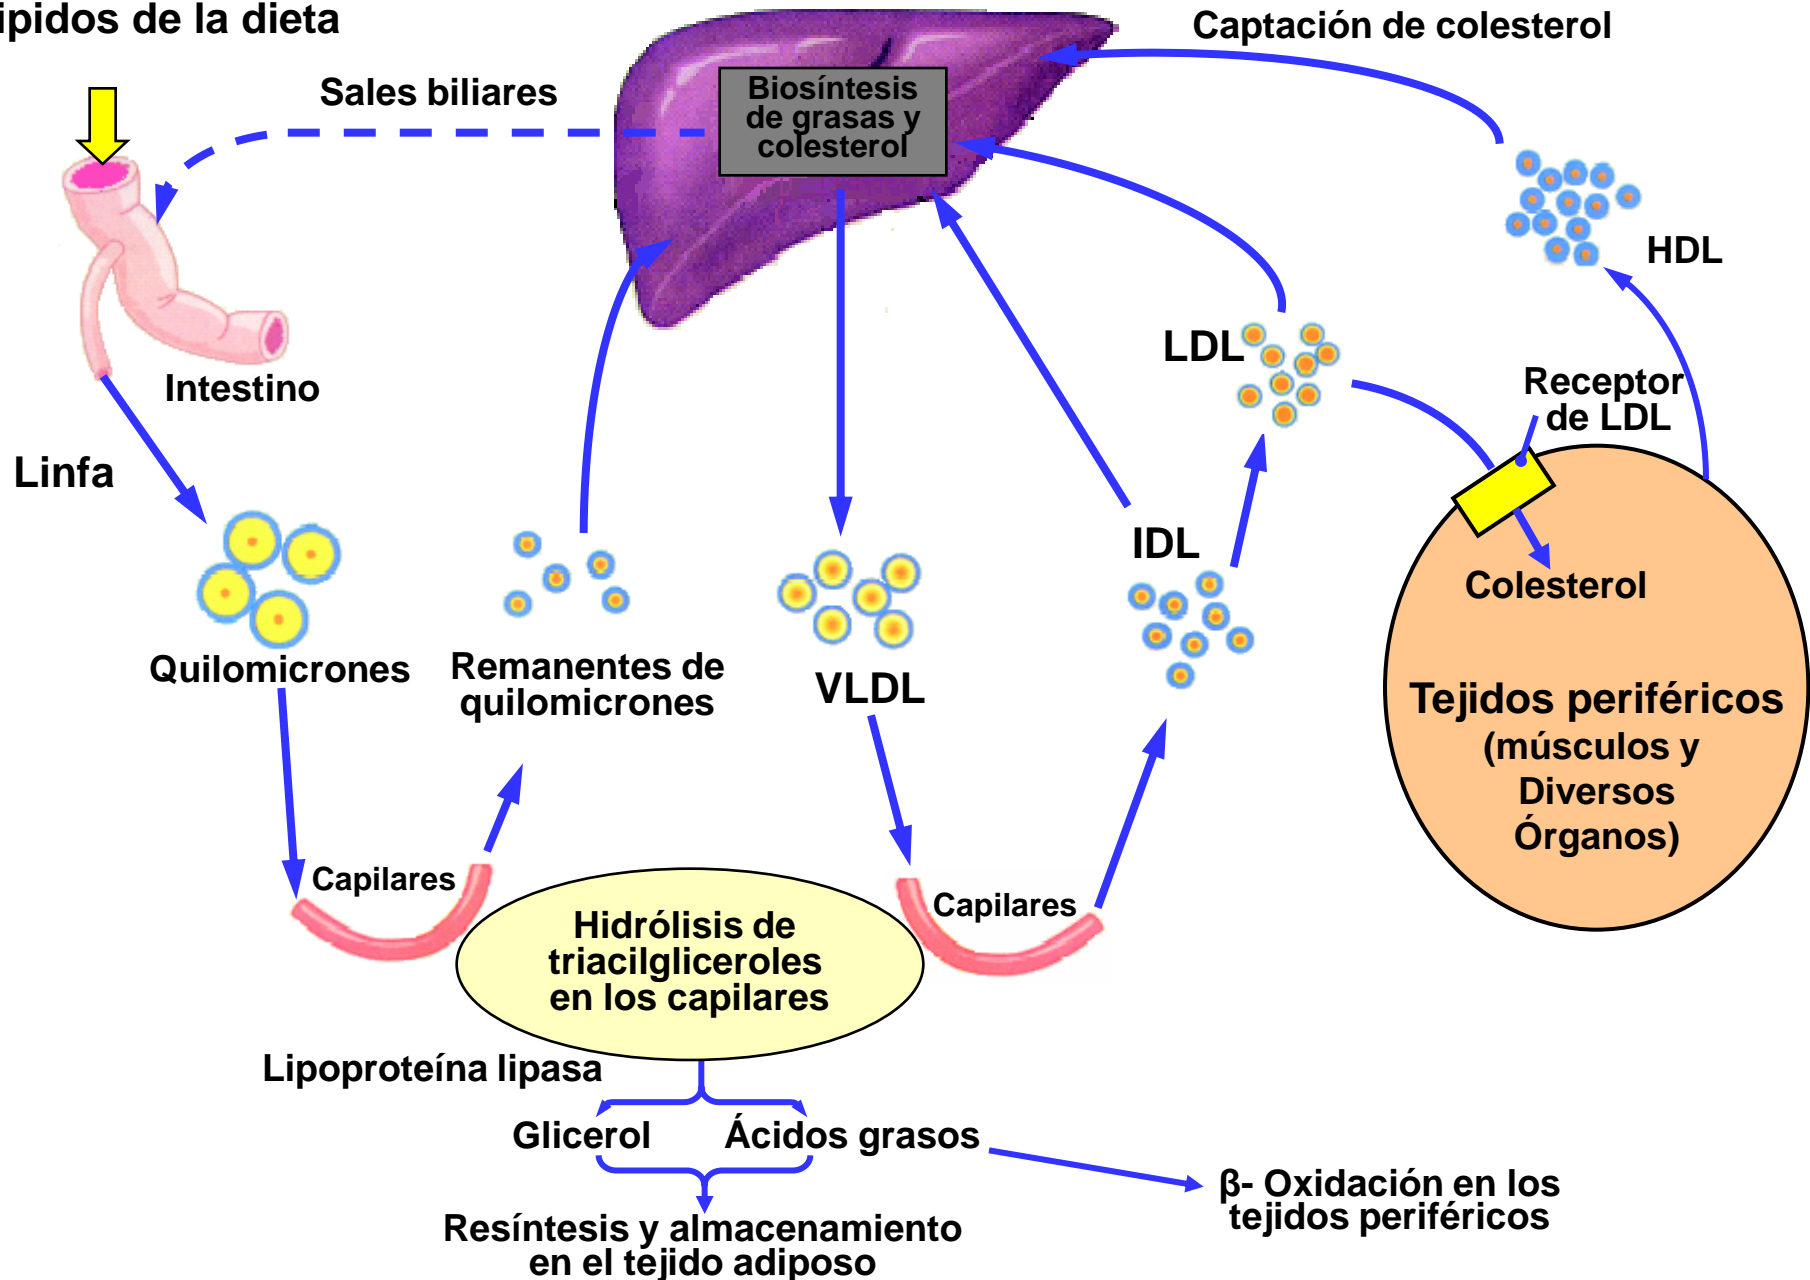 ípidos de la dieta
Captación de colesterol
Sales biliares
Biosíntesis
de grasas y
colesterol
HDL
LDL
Intestino
Receptor
de LDL
Linfa
IDL
Colesterol
Quilomicrones
Remanentes de
quilomicrones
VLDL
Tejidos periféricos
(músculos y
Diversos
Órganos)
Capilares
Capilares
Hidrólisis de
triacilgliceroles
en los capilares
Lipoproteína lipasa
Glicerol
Ácidos grasos
β- Oxidación en los
tejidos periféricos
Resíntesis y almacenamiento
en el tejido adiposo